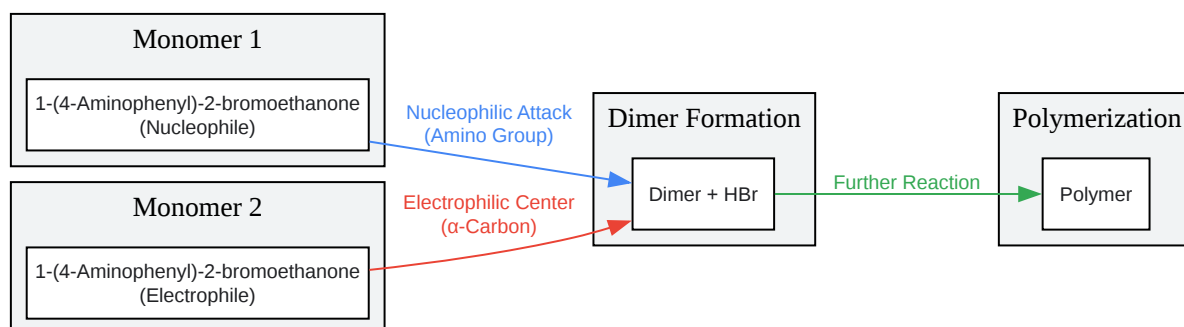 Monomer 1
1-(4-Aminophenyl)-2-bromoethanone
(Nucleophile)
Nucleophilic Attack
(Amino Group)
Monomer 2
1-(4-Aminophenyl)-2-bromoethanone
(Electrophile)
Electrophilic Center
(α-Carbon)
Dimer Formation
Dimer + HBr
Further Reaction
Polymerization
Polymer